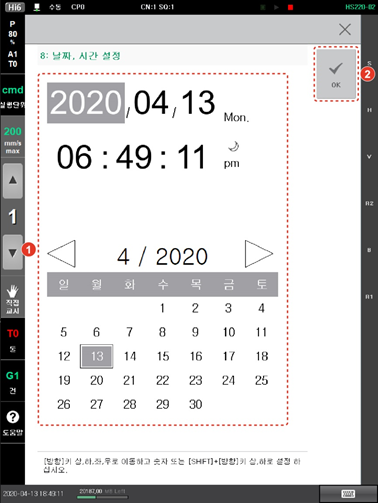 Hi6 수동 CP0 CN:1 SQ:1 HS220-02
P
80
%
A1
T0
cmd
실행단위
200
mm/s
max
1
직접
교시
T0
툴
G1
건
도움말
8: 날짜, 시간 설정
2020/04/13 Mon.
06 : 49 : 11 pm
4 / 2020
일 월 화 수 목 금 토
1 2 3 4
5 6 7 8 9 10 11
12 13 14 15 16 17 18
19 20 21 22 23 24 25
26 27 28 29 30
[방향]키 상,하,좌,우로 이동하고 숫자 또는 [SHIFT]+[방향]키 상,하로 설정 하
십시오.
OK
1
2
S
H
V
R2
B
R1
2020-04-13 18:49:11